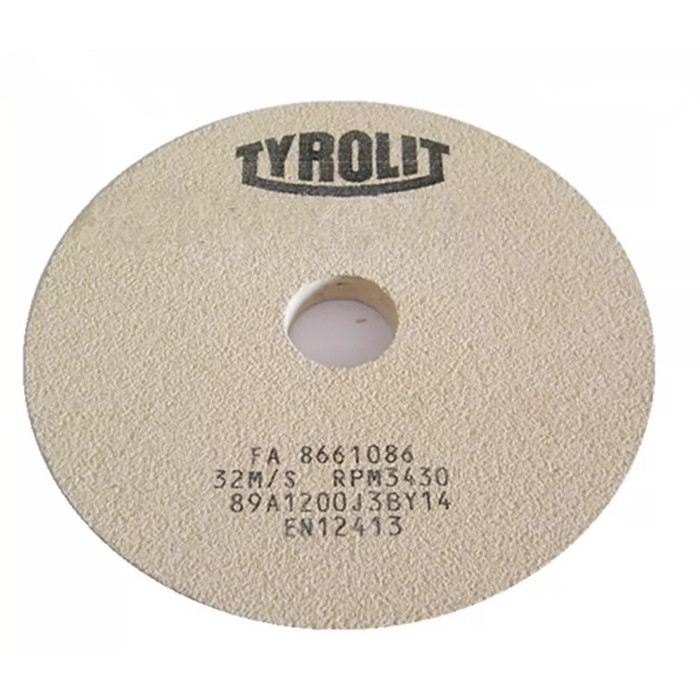 TYROLIT
FA 8661086
32M/S RPM3430
89A1200J3BY14
EN12413